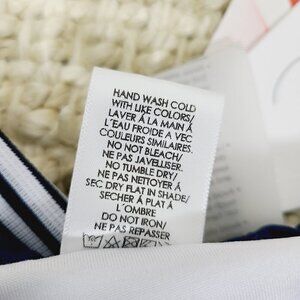 HAND WASH COLD
WITH LIKE COLORS/
LAVER Á LA MAIN Á
L'EAU FROIDE A VEC
COULEURS SIMILAIRES.
NO NOT BLEACH/
NE PAS JAVELLISER.
NO TUMBLE DRY/
NE PAS NETTOYER Á
SEC DRY FLAT IN SHADE/
SECHER Á PLAT Á
L'OMBRE
DO NOT IRON/
NE PAS REPASSER